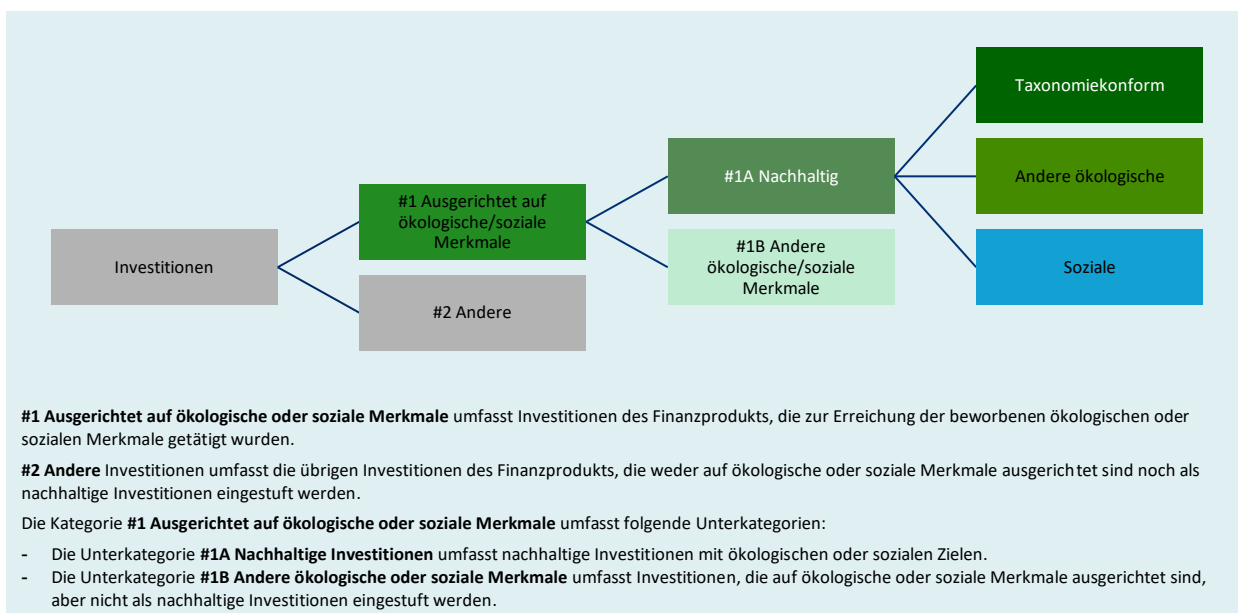 Taxonomiekonform
#1A Nachhaltig
Andere ökologische
#1 Ausgerichtet auf
ökologische/soziale
Merkmale
Investitionen
#1B Andere
ökologische/soziale
Merkmale
Soziale
#2 Andere
#1 Ausgerichtet auf ökologische oder soziale Merkmale umfasst Investitionen des Finanzprodukts, die zur Erreichung der beworbenen ökologischen oder
sozialen Merkmale getätigt wurden.
#2 Andere Investitionen umfasst die übrigen Investitionen des Finanzprodukts, die weder auf ökologische oder soziale Merkmale ausgerichtet sind noch als
nachhaltige Investitionen eingestuft werden.
Die Kategorie #1 Ausgerichtet auf ökologische oder soziale Merkmale umfasst folgende Unterkategorien:
- Die Unterkategorie #1A Nachhaltige Investitionen umfasst nachhaltige Investitionen mit ökologischen oder sozialen Zielen.
- Die Unterkategorie #1B Andere ökologische oder soziale Merkmale umfasst Investitionen, die auf ökologische oder soziale Merkmale ausgerichtet sind,
aber nicht als nachhaltige Investitionen eingestuft werden.